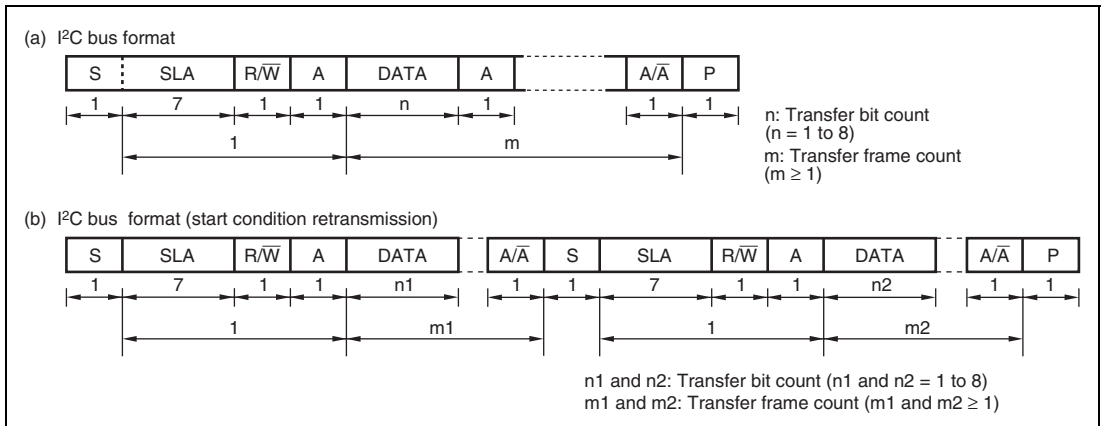 (a) I²C bus format
S SLA R/W̅ A DATA A A/A̅ P
1 7 1 1 n 1 1 1
1 m
n: Transfer bit count
(n = 1 to 8)
m: Transfer frame count
(m ≥ 1)
(b) I²C bus format (start condition retransmission)
S SLA R/W̅ A DATA A/A̅ S SLA R/W̅ A DATA A/A̅ P
1 7 1 1 n1 1 1 7 1 1 n2 1 1
1 m1 1 m2
n1 and n2: Transfer bit count (n1 and n2 = 1 to 8)
m1 and m2: Transfer frame count (m1 and m2 ≥ 1)